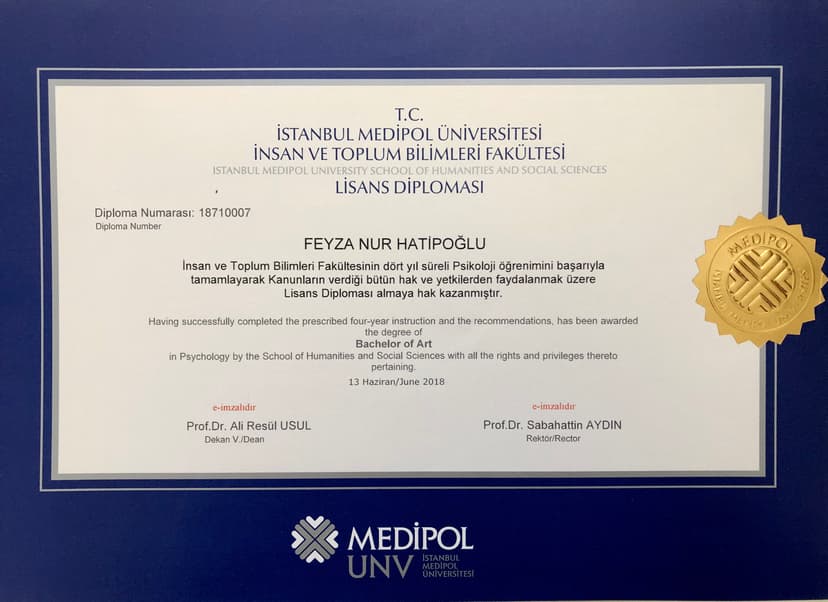 T.C.
İSTANBUL MEDİPOL ÜNİVERSİTESİ
İNSAN VE TOPLUM BİLİMLERİ FAKÜLTESİ
ISTANBUL MEDIPOL UNIVERSITY SCHOOL OF HUMANITIES AND SOCIAL SCIENCES
LİSANS DİPLOMASI
Diploma Numarası: 18710007
Diploma Number
FEYZA NUR HATİPOĞLU
İnsan ve Toplum Bilimleri Fakültesinin dört yıl süreli Psikoloji öğrenimini başarıyla
tamamlayarak Kanunların verdiği bütün hak ve yetkilerden faydalanmak üzere
Lisans Diploması almaya hak kazanmıştır.
Having successfully completed the prescribed four-year instruction and the recommendations, has been awarded
the degree of
Bachelor of Art
in Psychology by the School of Humanities and Social Sciences with all the rights and privileges thereto
pertaining.
13 Haziran/June 2018
e-imzalıdır
Prof.Dr. Ali Resül USUL
Dekan V./Dean
e-imzalıdır
Prof.Dr. Sabahattin AYDIN
Rektör/Rector
MEDİPOL
MEDİPOL
UNV
İSTANBUL
MEDİPOL
ÜNİVERSİTESİ